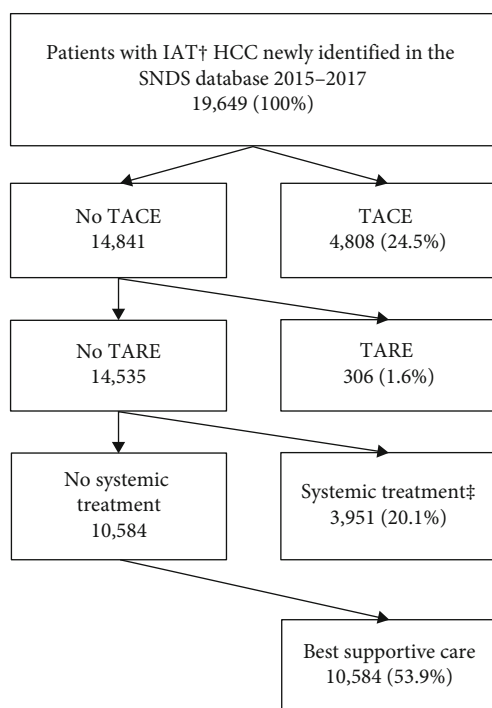 Patients with IAT† HCC newly identified in the
SNDS database 2015–2017
19,649 (100%)
No TACE
14,841
TACE
4,808 (24.5%)
No TARE
14,535
TARE
306 (1.6%)
No systemic
treatment
10,584
Systemic treatment‡
3,951 (20.1%)
Best supportive care
10,584 (53.9%)